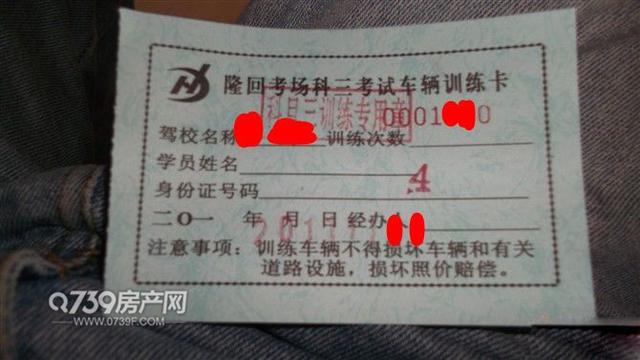 隆回考场科三考试车辆训练卡
科目三训练专用章
0001 0
驾校名称 训练次数
学员姓名
身份证号码 4
二〇一 年 月 日 经办人
注意事项：训练车辆不得损坏车辆和有关
道路设施，损坏照价赔偿。
0739房产网
WWW.0739F.COM